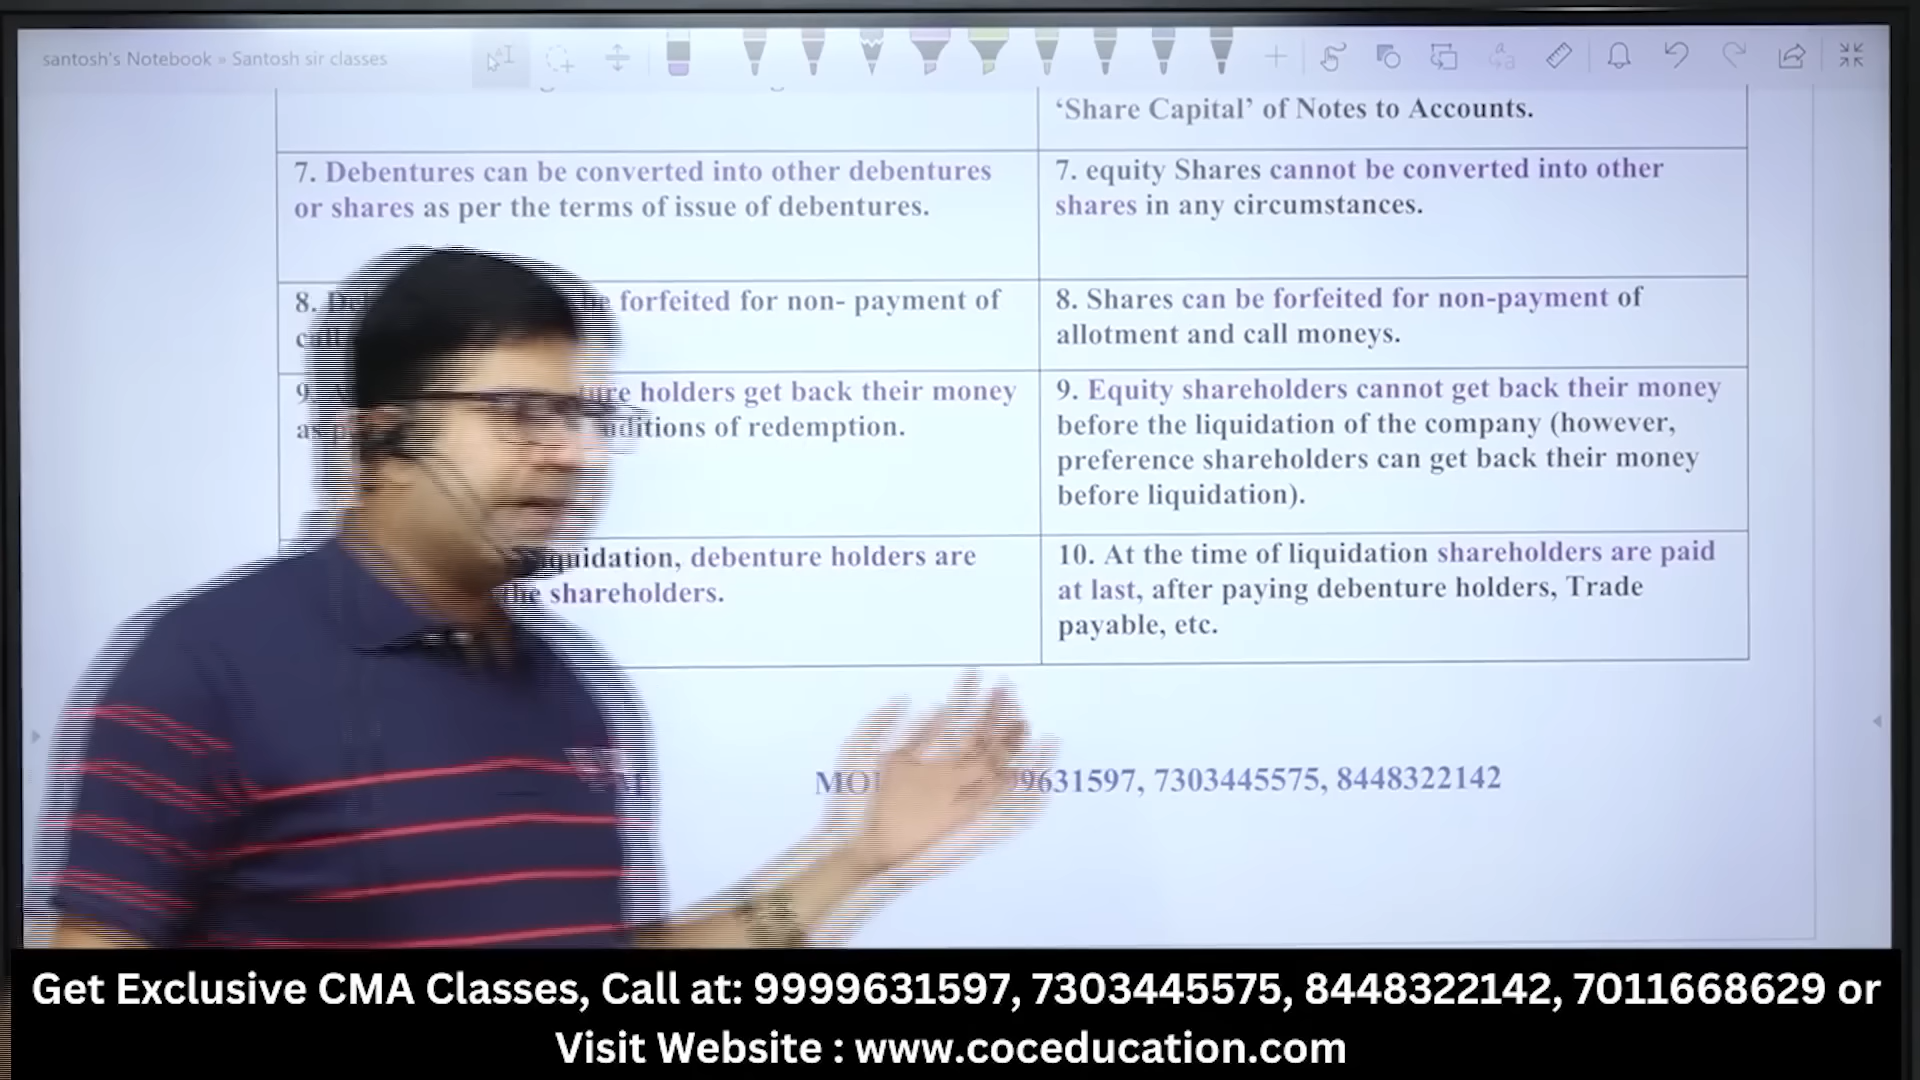 santosh's Notebook » Santosh sir classes
'Share Capital' of Notes to Accounts.
7. Debentures can be converted into other debentures
or shares as per the terms of issue of debentures.
7. equity Shares cannot be converted into other
shares in any circumstances.
8. forfeited for non- payment of
8. Shares can be forfeited for non-payment of
allotment and call moneys.
9. holders get back their money
of redemption.
9. Equity shareholders cannot get back their money
before the liquidation of the company (however,
preference shareholders can get back their money
before liquidation).
liquidation, debenture holders are
the shareholders.
10. At the time of liquidation shareholders are paid
at last, after paying debenture holders, Trade
payable, etc.
7303445575, 8448322142
Get Exclusive CMA Classes, Call at: 9999631597, 7303445575, 8448322142, 7011668629 or
Visit Website : www.coceducation.com